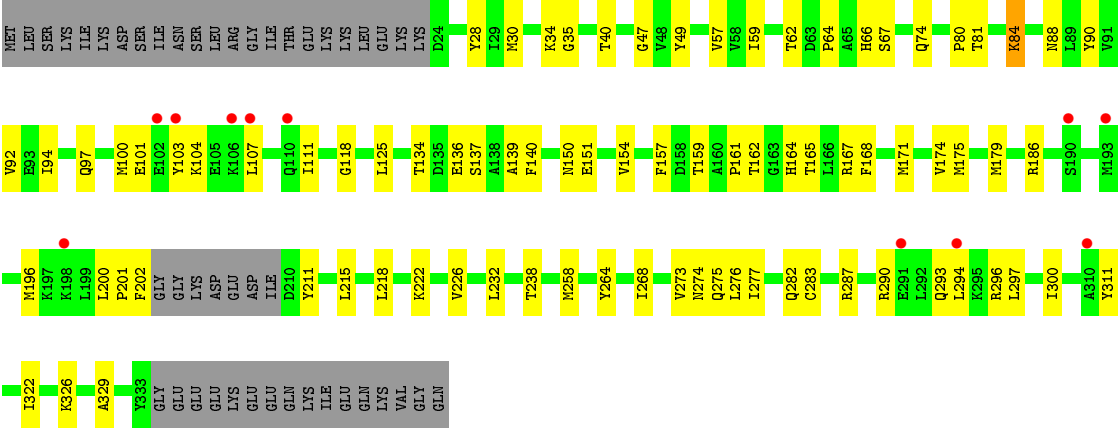 MET LEU SER LYS ILE LYS ASP SER ILE ASN SER LEU ARG GLY ILE THR GLU LYS LYS LEU GLU LYS LYS D24 Y28 I29 M30 K34 G35 T40 G47 V48 Y49 V57 V58 I59 T62 D63 P64 A65 H66 S67 Q74 P80 T81 K84 N88 L89 Y90 V91
V92 E93 I94 Q97 M100 E101 E102 Y103 K104 E105 K106 L107 Q110 I111 G118 L125 T134 D135 E136 S137 A138 A139 F140 N150 E151 V154 F157 D158 T159 A160 P161 T162 G163 H164 T165 L166 R167 F168 M171 V174 M175 M179 R186 S190 M193
M196 K197 K198 L199 L200 P201 F202 GLY GLY LYS ASP GLU ASP ILE D210 Y211 L215 L218 K222 V226 L232 T238 M258 Y264 I268 V273 N274 Q275 L276 I277 Q282 C283 R287 R290 E291 L292 Q293 L294 K295 R296 L297 I300 A310 Y311
I322 K326 A329 Y333 GLY GLU GLU GLU LYS GLU GLU GLN LYS ILE GLU GLN LYS VAL GLY GLN